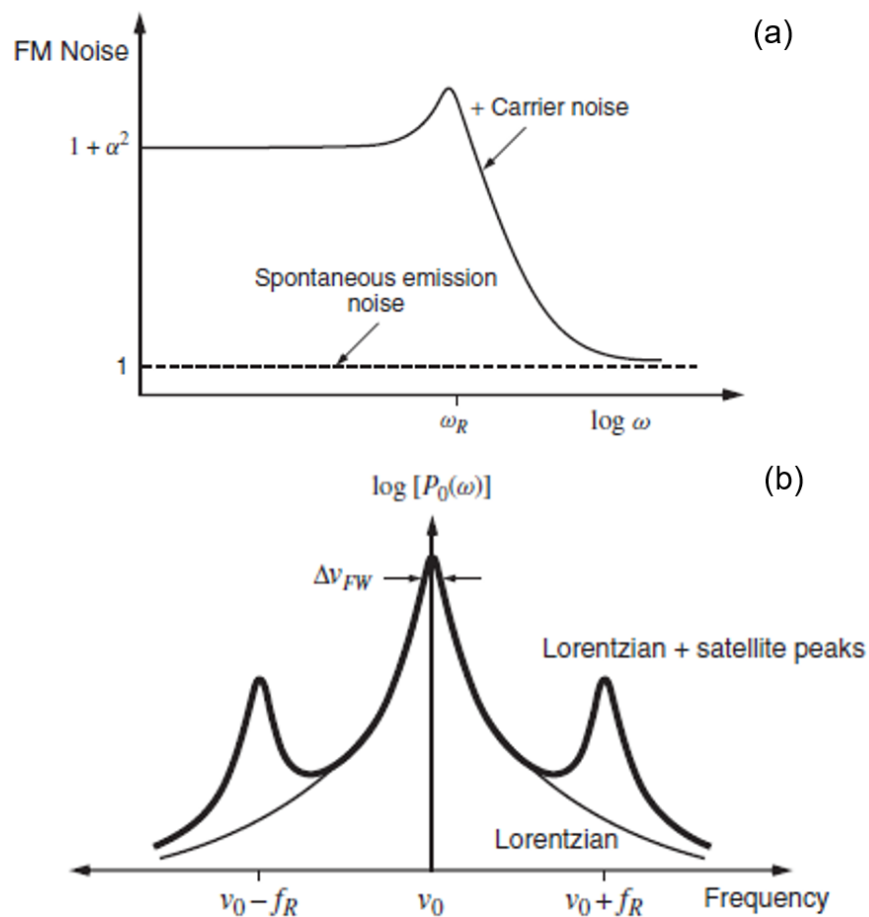 (a)
FM Noise
+ Carrier noise
1 + α²
Spontaneous emission
noise
1
ω_R
log ω
(b)
log [P₀(ω)]
Δν_FW
Lorentzian + satellite peaks
Lorentzian
ν₀ − f_R
ν₀
ν₀ + f_R
Frequency